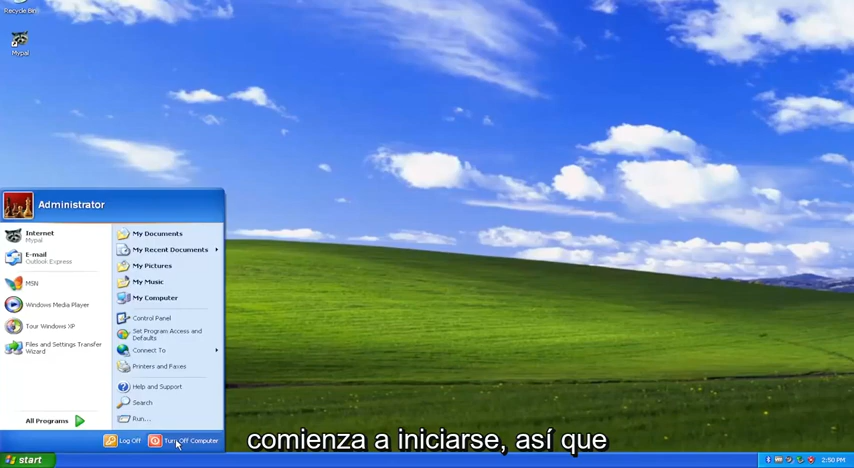 Recycle Bin
Mypal
Administrator
Internet
Mypal
E-mail
Outlook Express
MSN
Windows Media Player
Tour Windows XP
Files and Settings Transfer
Wizard
All Programs
My Documents
My Recent Documents
My Pictures
My Music
My Computer
Control Panel
Set Program Access and
Defaults
Connect To
Printers and Faxes
Help and Support
Search
Run...
Log Off
Turn Off Computer
comienza a iniciarse, así que
start
2:50 PM